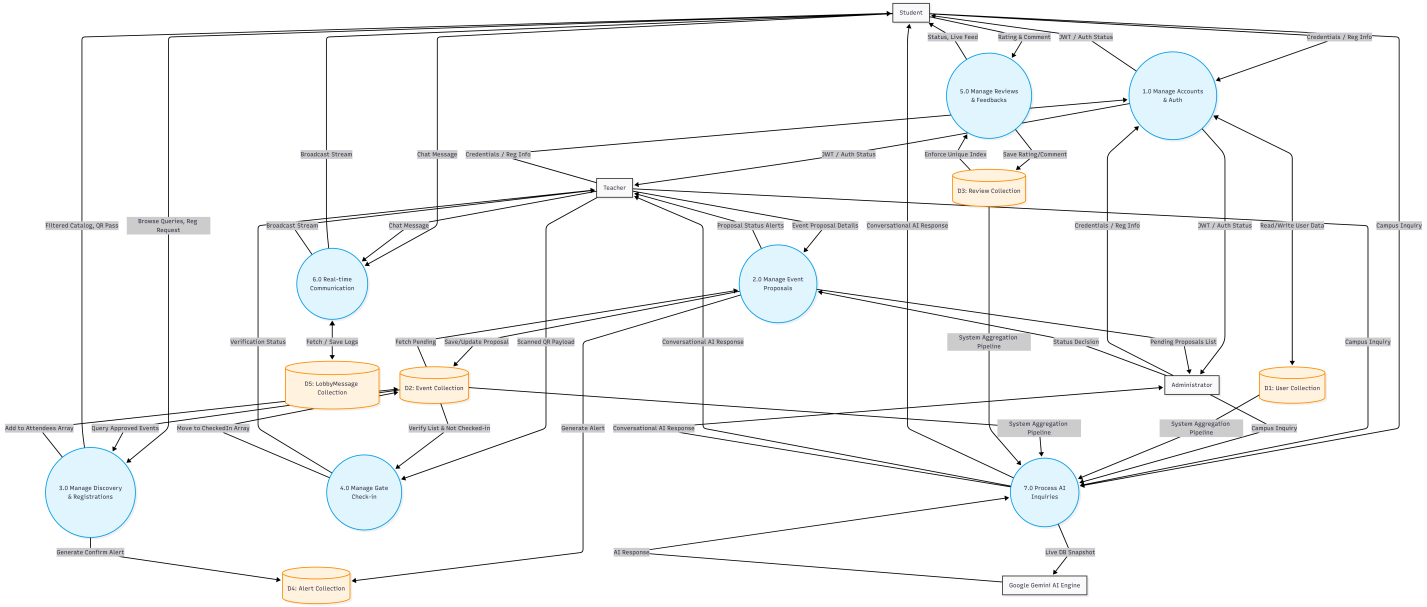 Student
Status, Live Feed
Rating & Comment
JWT / Auth Status
Credentials / Reg Info
5.0 Manage Reviews
& Feedbacks
1.0 Manage Accounts
& Auth
Broadcast Stream
Chat Message
Credentials / Reg Info
JWT / Auth Status
Enforce Unique Index
Save Rating/Comment
Teacher
D3: Review Collection
Filtered Catalog, QR Pass
Browse Queries, Reg
Request
Broadcast Stream
Chat Message
Proposal Status Alerts
Event Proposal Details
Conversational AI Response
Credentials / Reg Info
JWT / Auth Status
Read/Write User Data
Campus Inquiry
6.0 Real-time
Communication
2.0 Manage Event
Proposals
Verification Status
Fetch / Save Logs
Fetch Pending
Save/Update Proposal
Scanned QR Payload
Conversational AI Response
System Aggregation
Pipeline
Status Decision
Pending Proposals List
Campus Inquiry
D5: LobbyMessage
Collection
D2: Event Collection
Administrator
D1: User Collection
Add to Attendees Array
Query Approved Events
Move to CheckedIn Array
Verify List & Not Checked-in
Generate Alert
Conversational AI Response
System Aggregation
Pipeline
System Aggregation
Pipeline
Campus Inquiry
3.0 Manage Discovery
& Registrations
4.0 Manage Gate
Check-in
7.0 Process AI
Inquiries
Generate Confirm Alert
AI Response
Live DB Snapshot
D4: Alert Collection
Google Gemini AI Engine